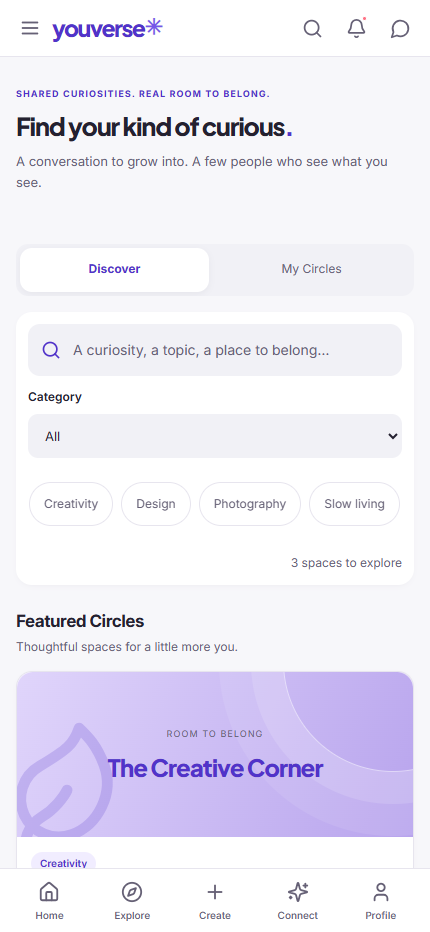 youverse
SHARED CURIOSITIES. REAL ROOM TO BELONG.
Find your kind of curious.
A conversation to grow into. A few people who see what you
see.
Discover
My Circles
A curiosity, a topic, a place to belong...
Category
All
Creativity
Design
Photography
Slow living
3 spaces to explore
Featured Circles
Thoughtful spaces for a little more you.
ROOM TO BELONG
The Creative Corner
Creativity
Home
Explore
Create
Connect
Profile